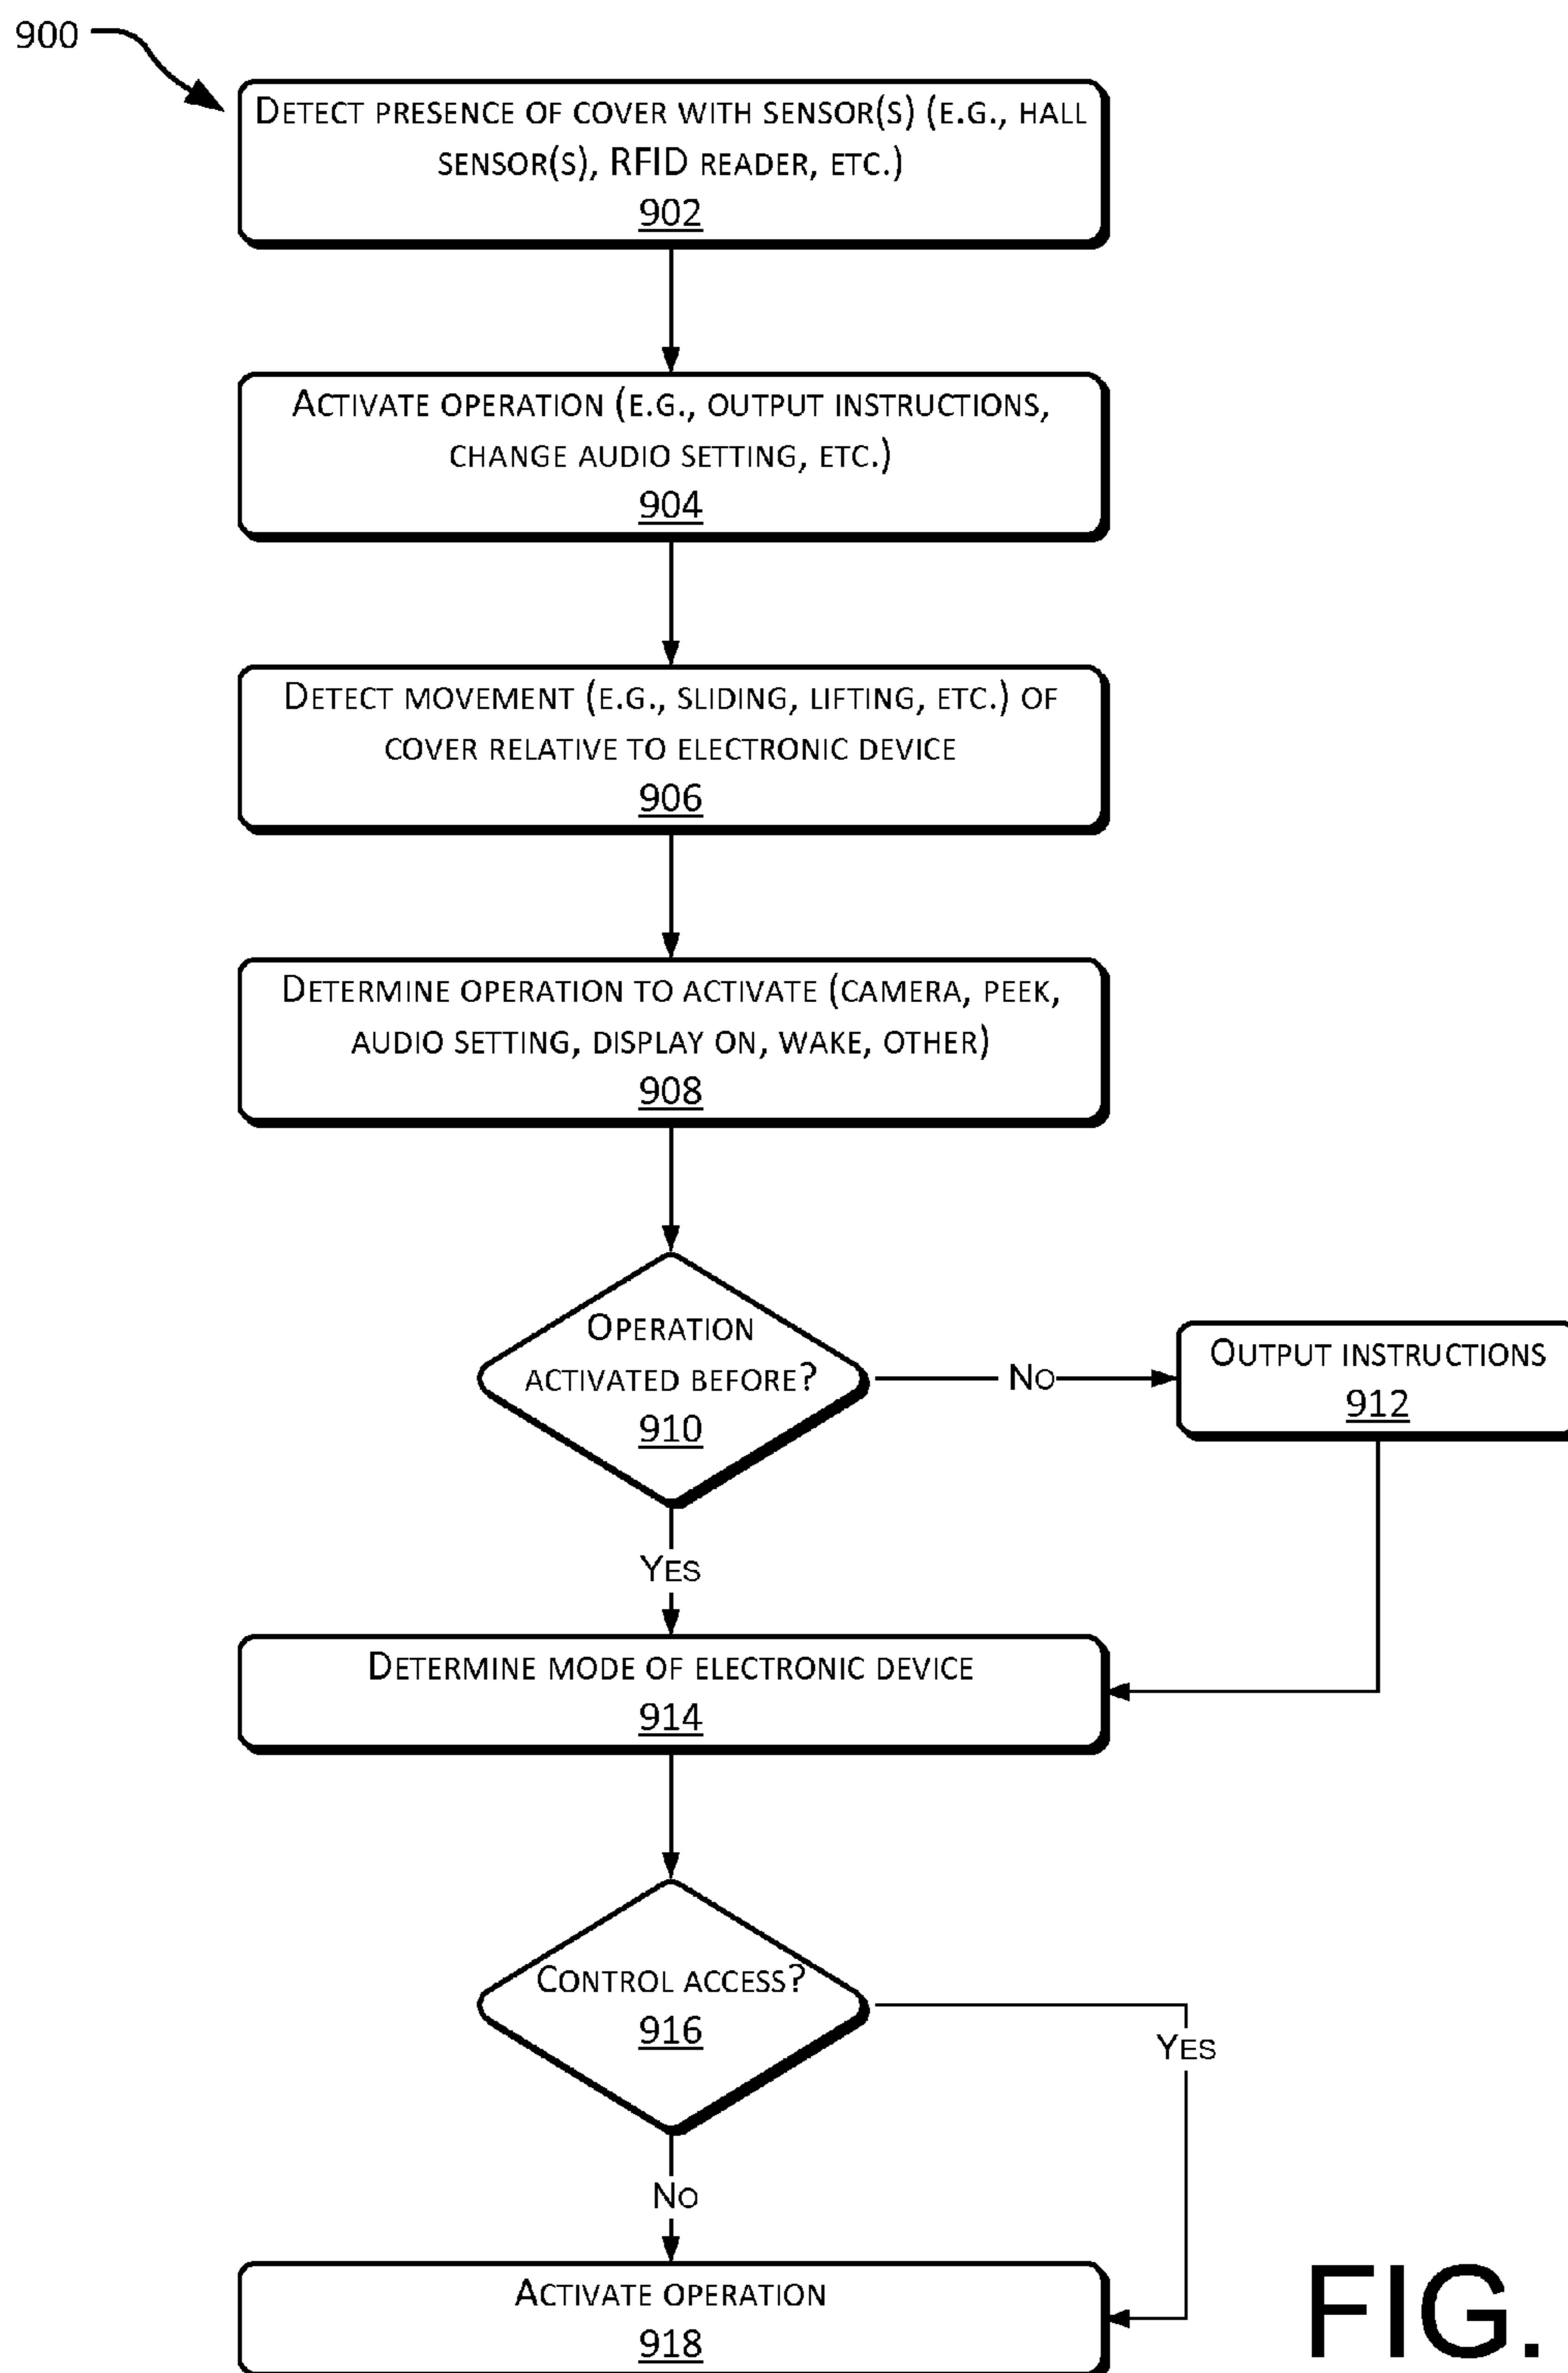 900
Detect presence of cover with sensor(s) (e.g., hall
sensor(s), RFID reader, etc.)
902
Activate operation (e.g., output instructions,
change audio setting, etc.)
904
Detect movement (e.g., sliding, lifting, etc.) of
cover relative to electronic device
906
Determine operation to activate (camera, peek,
audio setting, display on, wake, other)
908
Operation
activated before?
910
No
Output instructions
912
Yes
Determine mode of electronic device
914
Control access?
916
Yes
No
Activate operation
918
FIG.